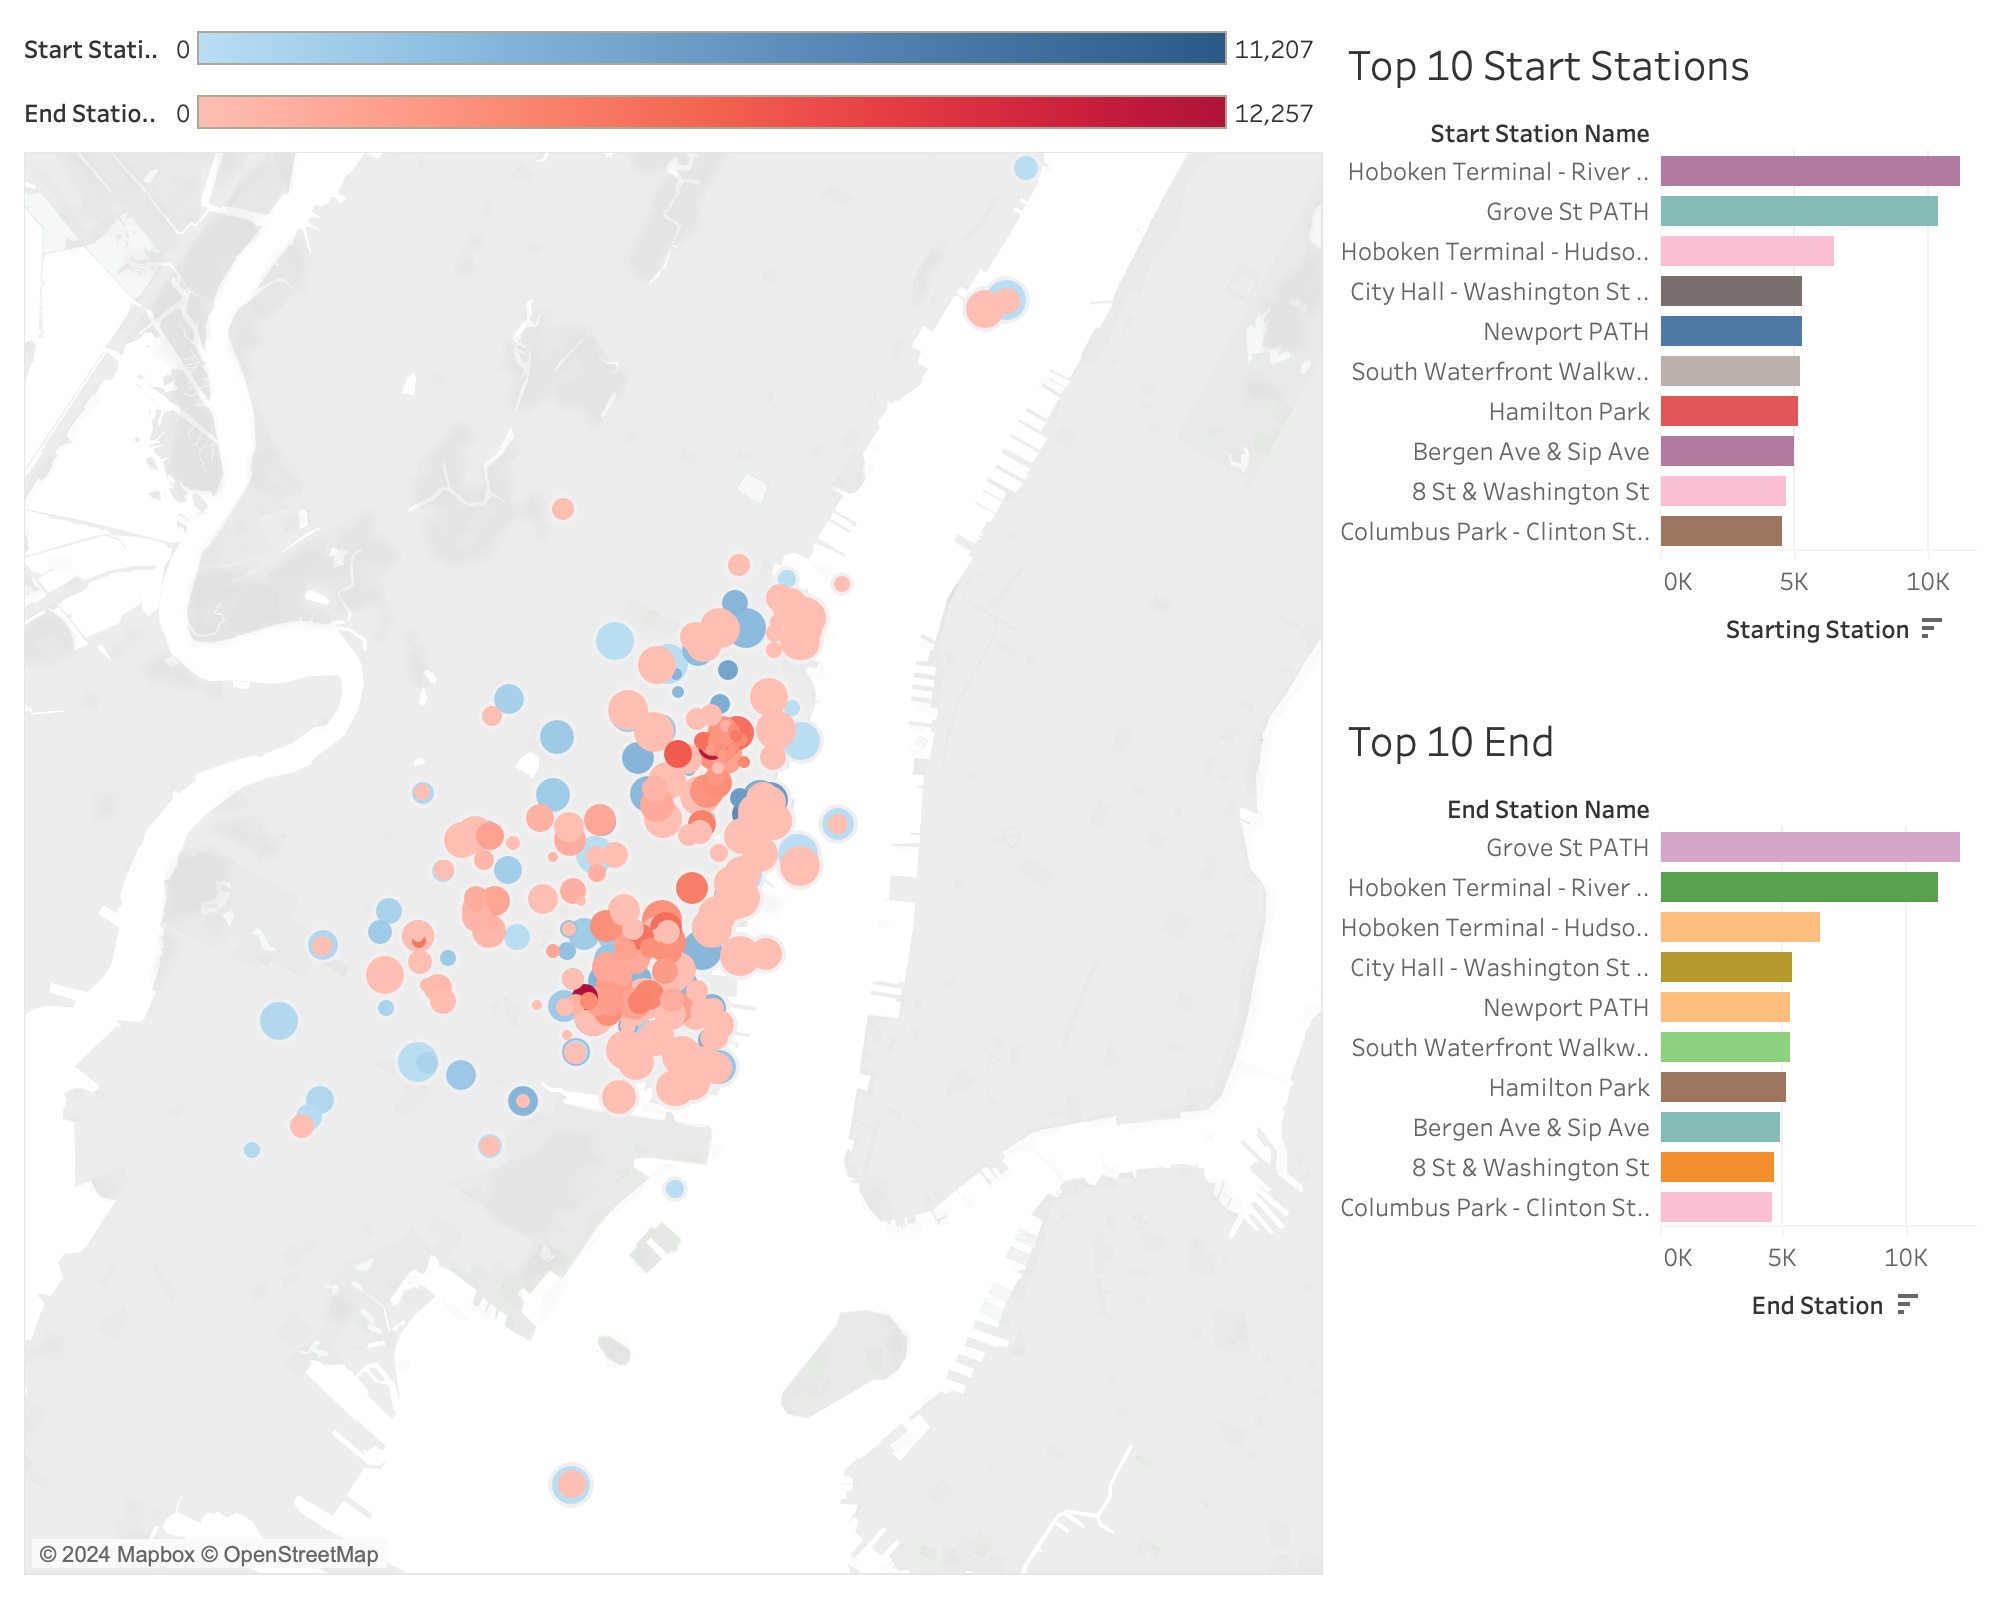 Start Stati.. 0 11,207
End Statio.. 0 12,257
© 2024 Mapbox © OpenStreetMap
Top 10 Start Stations
Start Station Name
Hoboken Terminal - River ..
Grove St PATH
Hoboken Terminal - Hudso..
City Hall - Washington St ..
Newport PATH
South Waterfront Walkw..
Hamilton Park
Bergen Ave & Sip Ave
8 St & Washington St
Columbus Park - Clinton St..
0K 5K 10K
Starting Station
Top 10 End
End Station Name
Grove St PATH
Hoboken Terminal - River ..
Hoboken Terminal - Hudso..
City Hall - Washington St ..
Newport PATH
South Waterfront Walkw..
Hamilton Park
Bergen Ave & Sip Ave
8 St & Washington St
Columbus Park - Clinton St..
0K 5K 10K
End Station